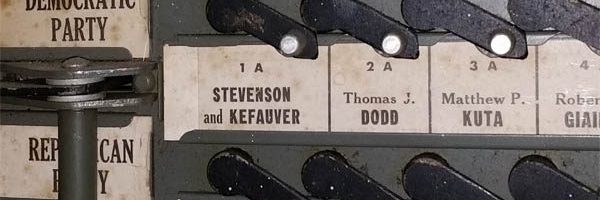 DEMOCRATIC
PARTY
1 A
STEVENSON
and KEFAUVER
2 A
Thomas J.
DODD
3 A
Matthew P.
KUTA
4
REPUBLICAN